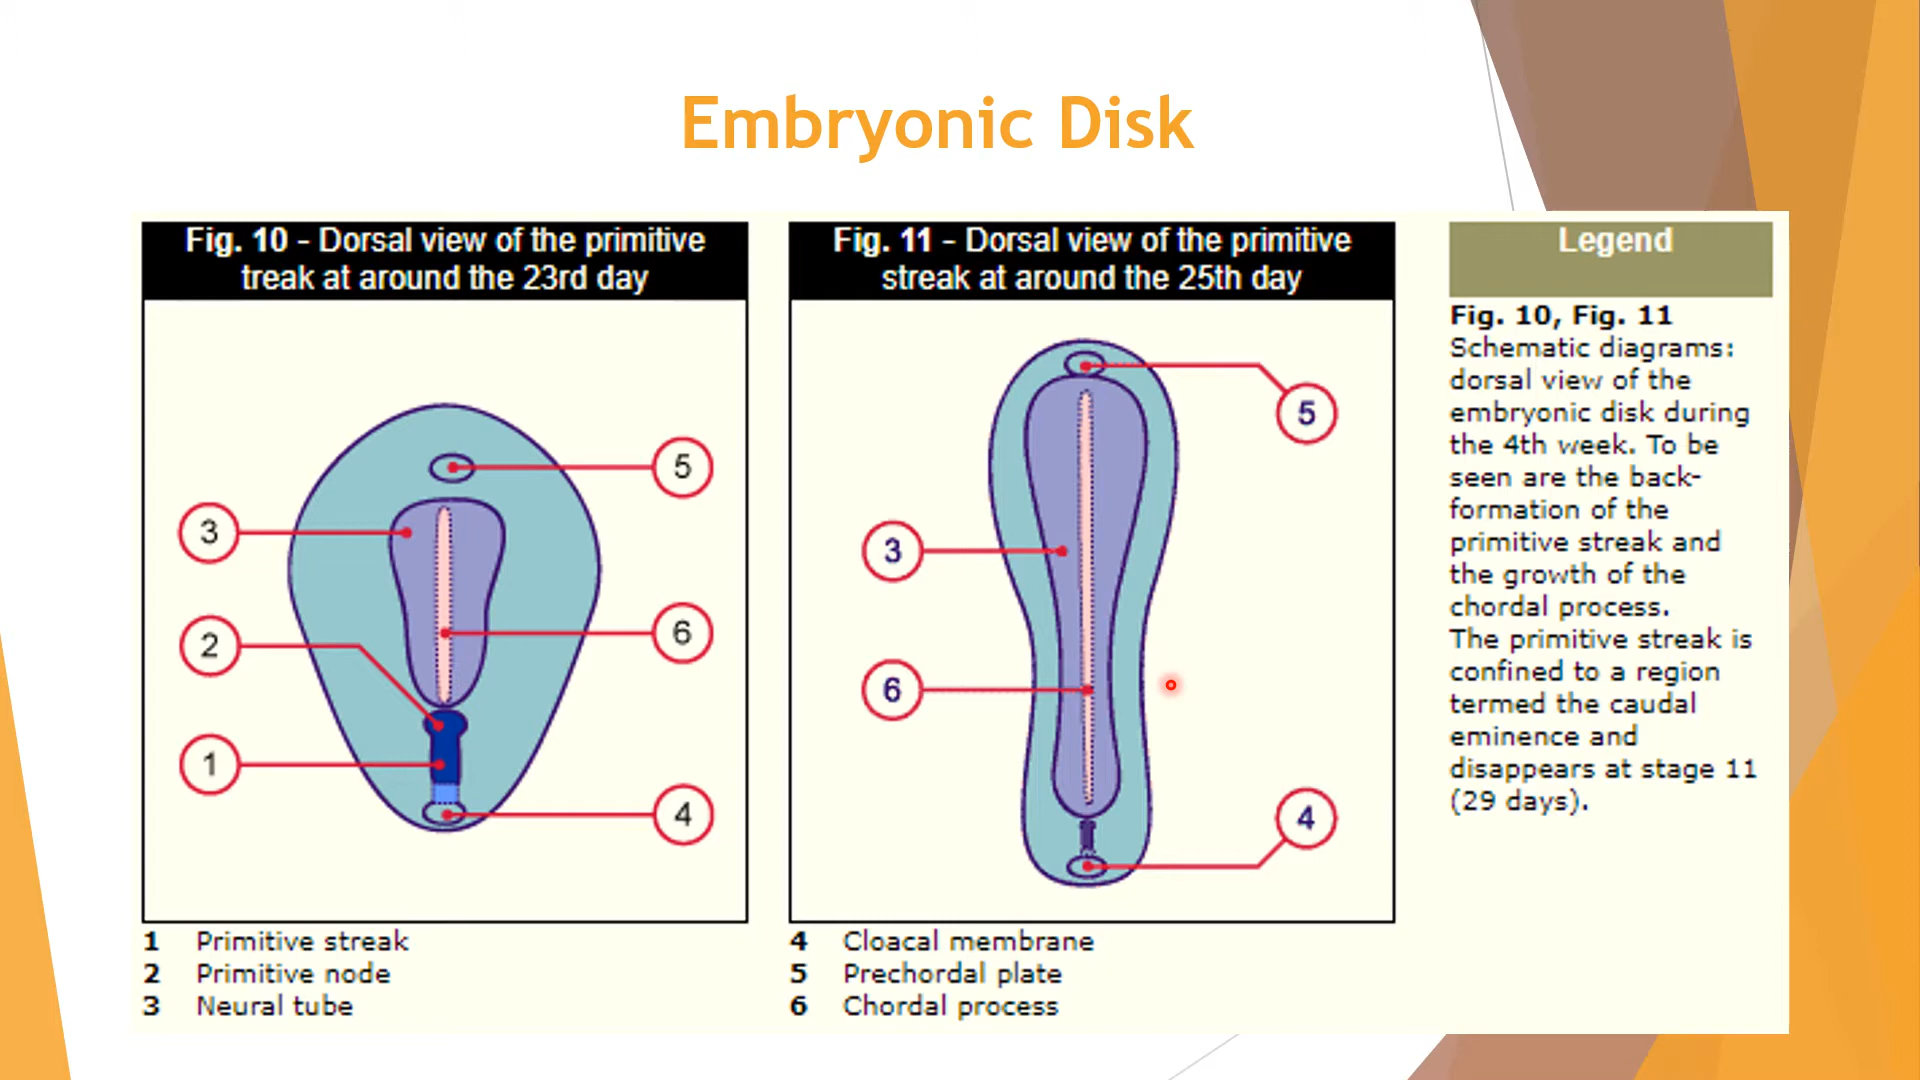 Embryonic Disk
Fig. 10 - Dorsal view of the primitive
treak at around the 23rd day
5
3
2
6
1
4
1 Primitive streak
2 Primitive node
3 Neural tube
Fig. 11 - Dorsal view of the primitive
streak at around the 25th day
5
3
6
4
4 Cloacal membrane
5 Prechordal plate
6 Chordal process
Legend
Fig. 10, Fig. 11
Schematic diagrams:
dorsal view of the
embryonic disk during
the 4th week. To be
seen are the back-
formation of the
primitive streak and
the growth of the
chordal process.
The primitive streak is
confined to a region
termed the caudal
eminence and
disappears at stage 11
(29 days).